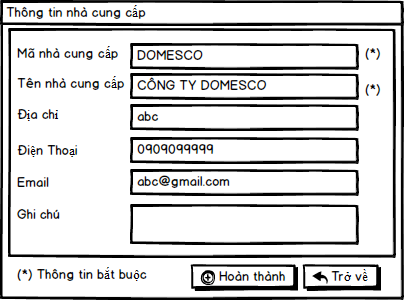 Thông tin nhà cung cấp
Mã nhà cung cấp DOMESCO (*)
Tên nhà cung cấp CÔNG TY DOMESCO (*)
Địa chỉ abc
Điện Thoại 0909099999
Email abc@gmail.com
Ghi chú
(*) Thông tin bắt buộc Hoàn thành Trở về